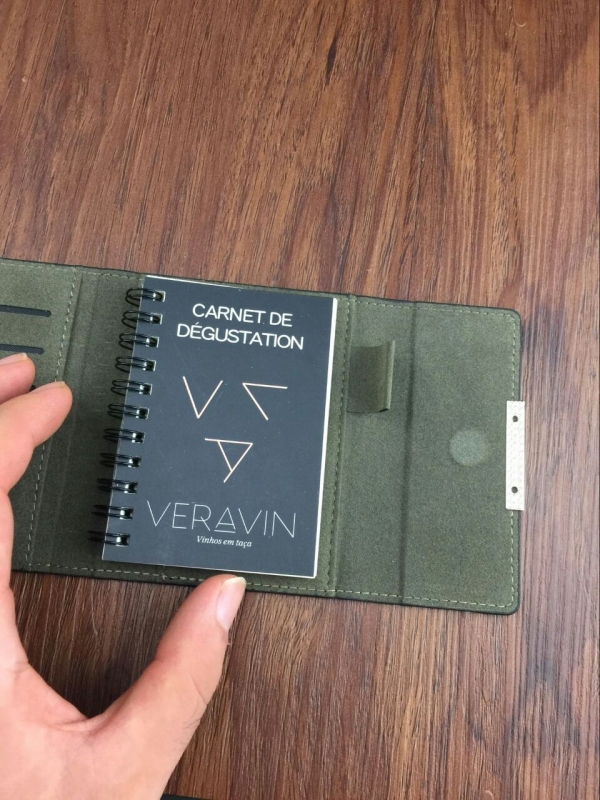 CARNET DE
DÉGUSTATION
VERAVIN
Vinhos em taça